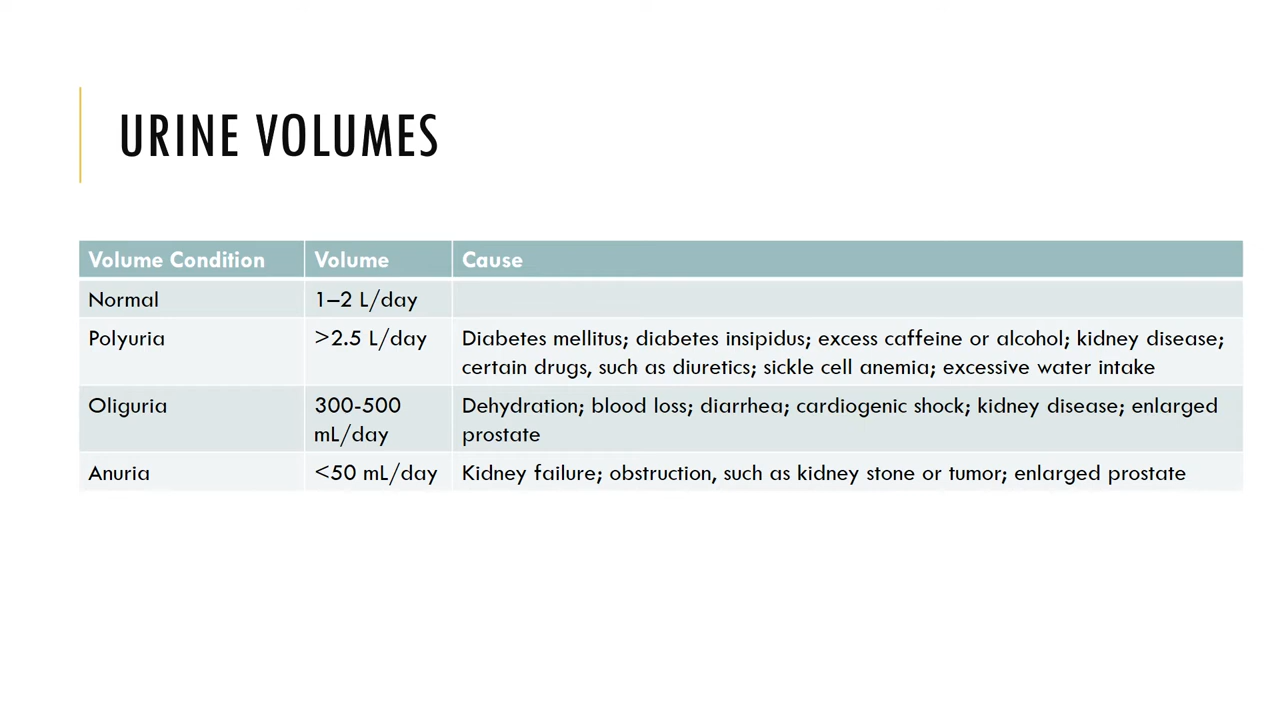 URINE VOLUMES
Volume Condition Volume Cause
Normal 1–2 L/day
Polyuria >2.5 L/day Diabetes mellitus; diabetes insipidus; excess caffeine or alcohol; kidney disease;
certain drugs, such as diuretics; sickle cell anemia; excessive water intake
Oliguria 300-500 Dehydration; blood loss; diarrhea; cardiogenic shock; kidney disease; enlarged
mL/day prostate
Anuria <50 mL/day Kidney failure; obstruction, such as kidney stone or tumor; enlarged prostate